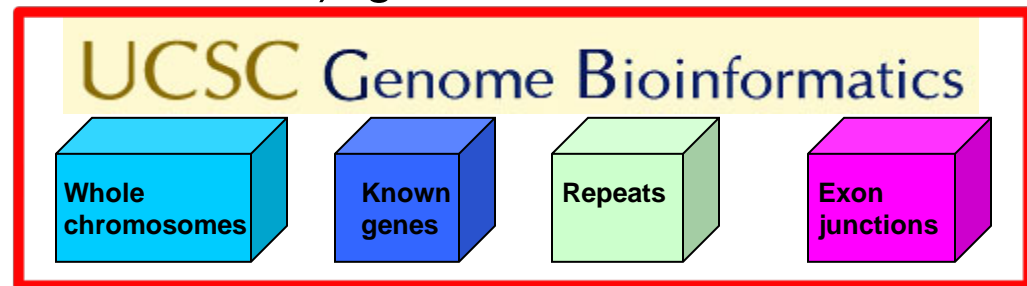 UCSC Genome Bioinformatics
Whole
chromosomes
Known
genes
Repeats
Exon
junctions